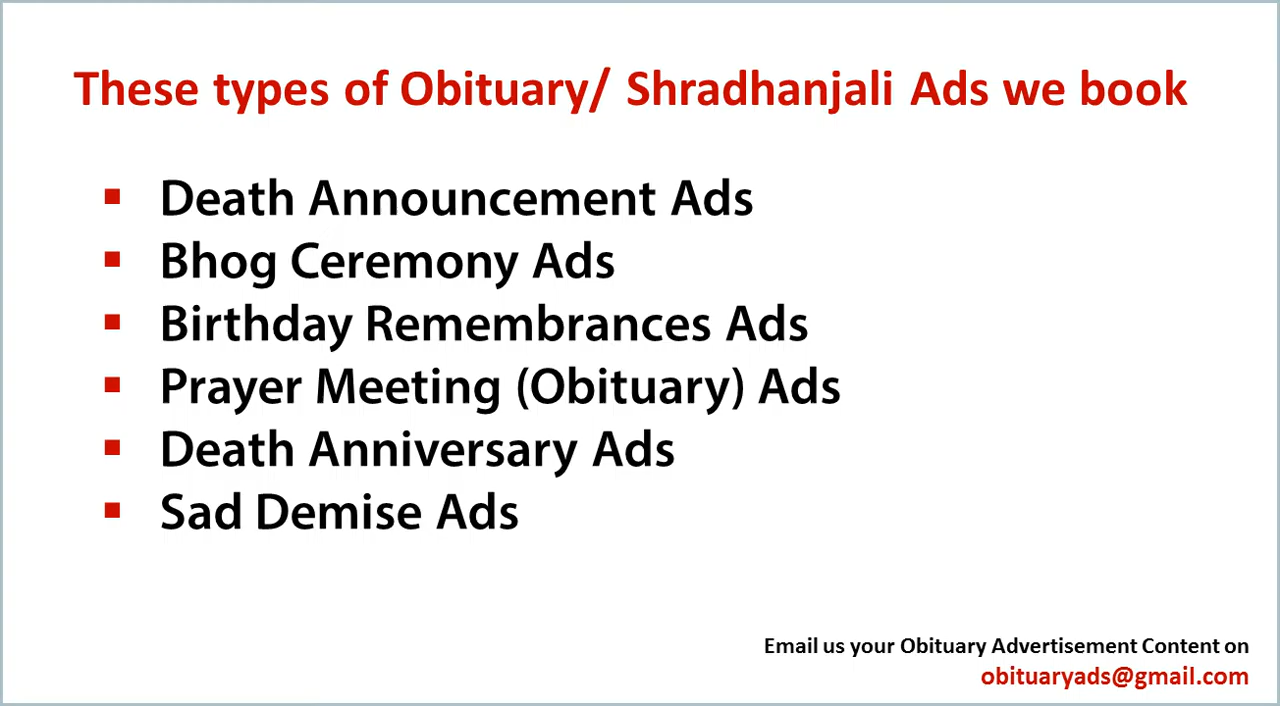 These types of Obituary/ Shradhanjali Ads we book
Death Announcement Ads
Bhog Ceremony Ads
Birthday Remembrances Ads
Prayer Meeting (Obituary) Ads
Death Anniversary Ads
Sad Demise Ads
Email us your Obituary Advertisement Content on
obituaryads@gmail.com